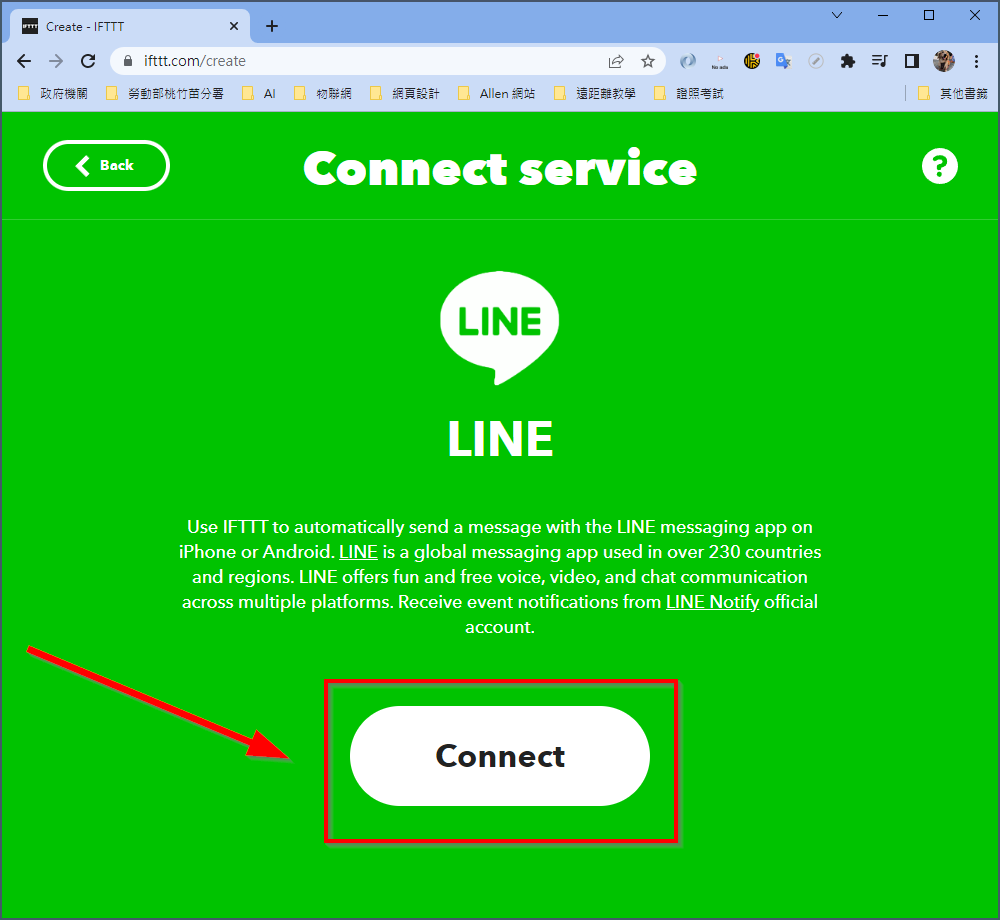 IFTTT Create - IFTTT
ifttt.com/create
No ads
政府機關 勞動部桃竹苗分署 AI 物聯網 網頁設計 Allen 網站 遠距離教學 證照考試 其他書籤
Back Connect service ?
LINE
LINE
Use IFTTT to automatically send a message with the LINE messaging app on
iPhone or Android. LINE is a global messaging app used in over 230 countries
and regions. LINE offers fun and free voice, video, and chat communication
across multiple platforms. Receive event notifications from LINE Notify official
account.
Connect